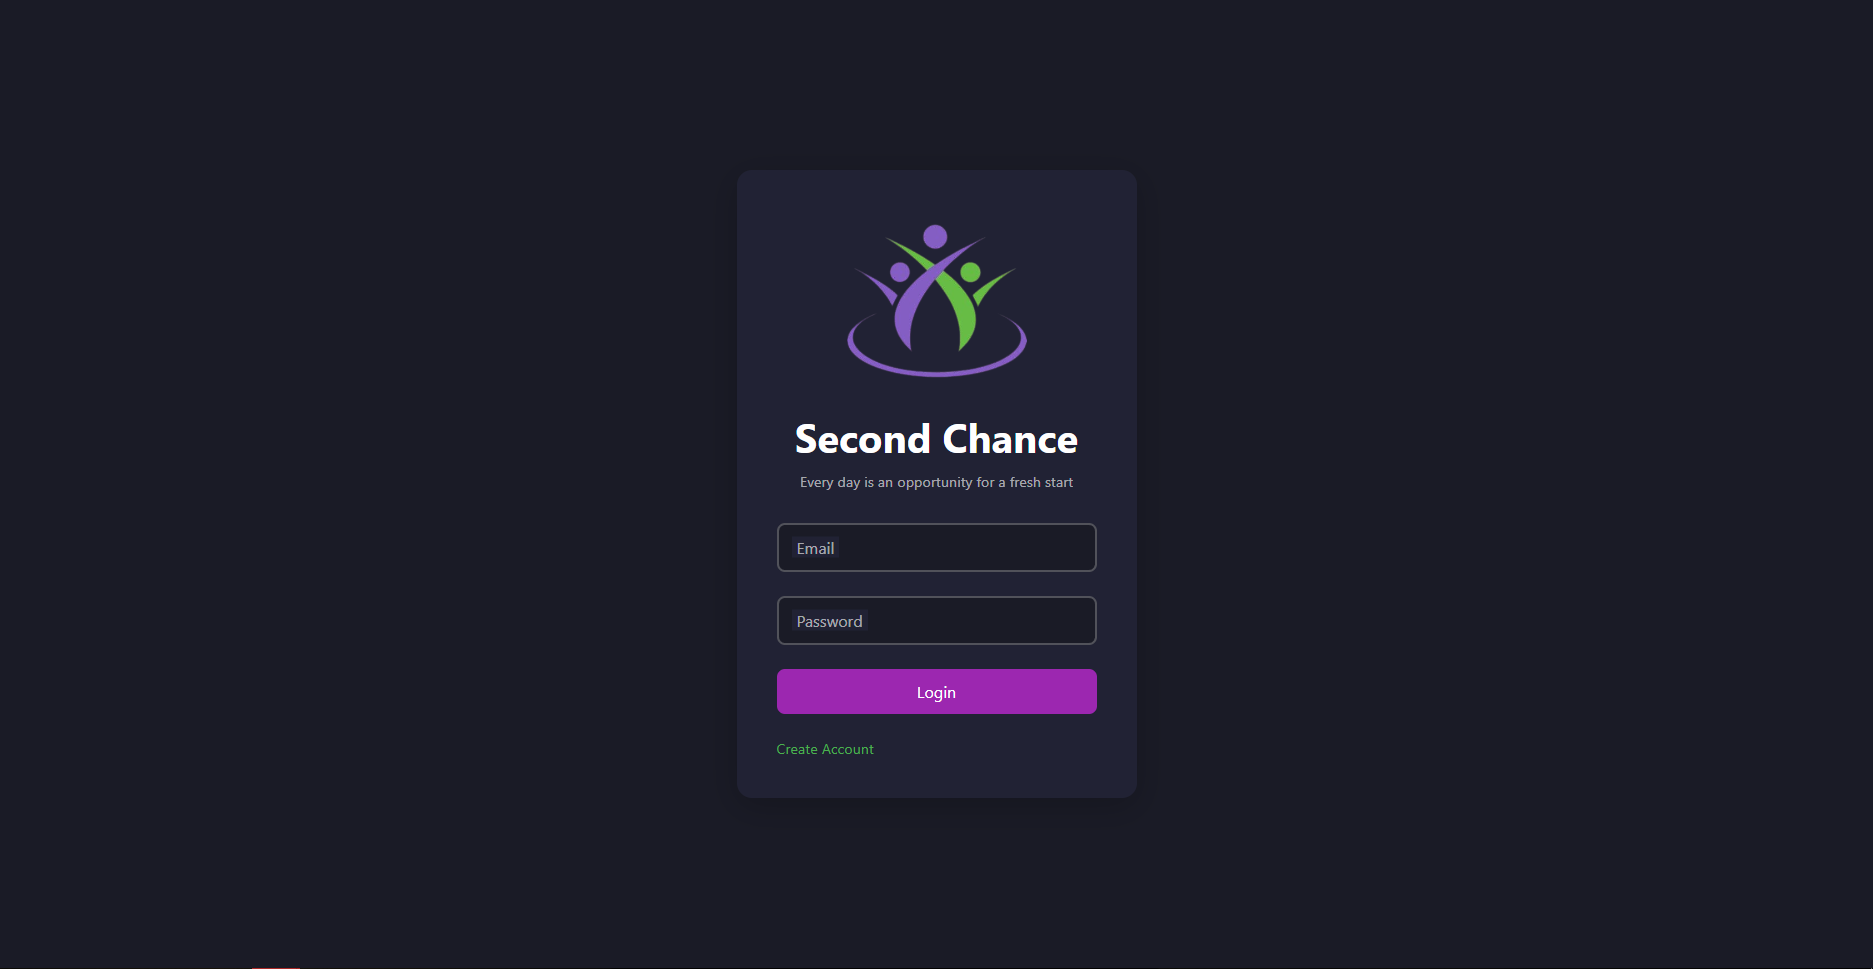 Second Chance
Every day is an opportunity for a fresh start
Email
Password
Login
Create Account